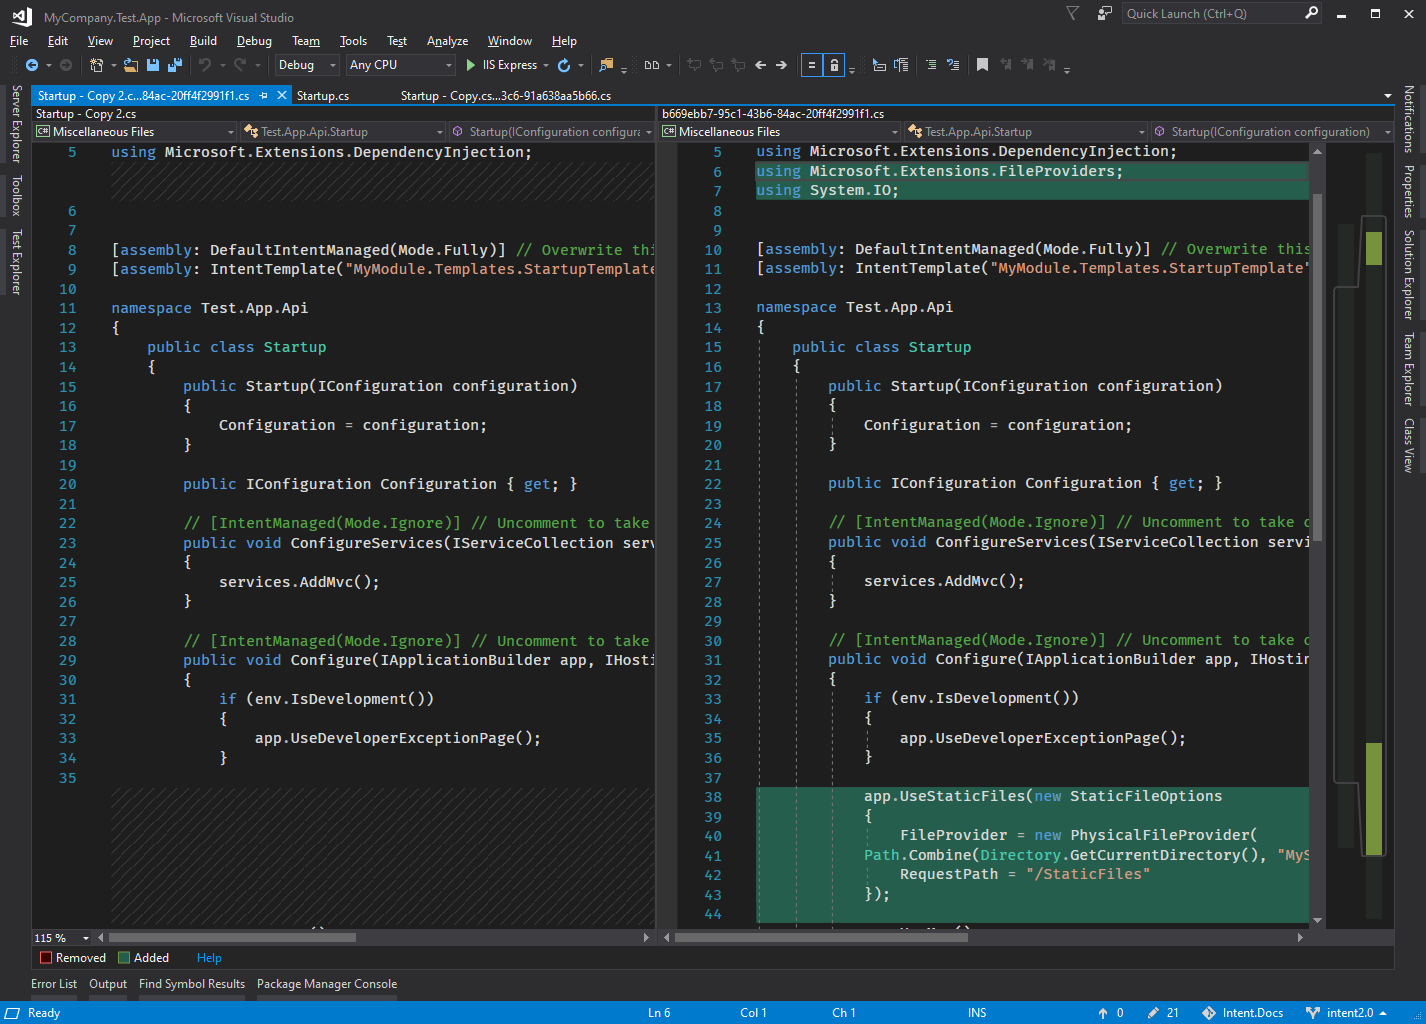 MyCompany.Test.App - Microsoft Visual Studio
Quick Launch (Ctrl+Q)
File Edit View Project Build Debug Team Tools Test Analyze Window Help
Debug Any CPU IIS Express
Startup - Copy 2.c...84ac-20ff4f2991f1.cs Startup.cs Startup - Copy.cs...3c6-91a638aa5b66.cs
Server Explorer
Toolbox
Test Explorer
Startup - Copy 2.cs
C# Miscellaneous Files Test.App.Api.Startup Startup(IConfiguration configura
5 using Microsoft.Extensions.DependencyInjection;
6
7
8 [assembly: DefaultIntentManaged(Mode.Fully)] // Overwrite thi
9 [assembly: IntentTemplate("MyModule.Templates.StartupTemplate
10
11 namespace Test.App.Api
12 {
13 public class Startup
14 {
15 public Startup(IConfiguration configuration)
16 {
17 Configuration = configuration;
18 }
19
20 public IConfiguration Configuration { get; }
21
22 // [IntentManaged(Mode.Ignore)] // Uncomment to take
23 public void ConfigureServices(IServiceCollection serv
24 {
25 services.AddMvc();
26 }
27
28 // [IntentManaged(Mode.Ignore)] // Uncomment to take
29 public void Configure(IApplicationBuilder app, IHosti
30 {
31 if (env.IsDevelopment())
32 {
33 app.UseDeveloperExceptionPage();
34 }
35
b669ebb7-95c1-43b6-84ac-20ff4f2991f1.cs
C# Miscellaneous Files Test.App.Api.Startup Startup(IConfiguration configuration)
5 using Microsoft.Extensions.DependencyInjection;
6 using Microsoft.Extensions.FileProviders;
7 using System.IO;
8
9
10 [assembly: DefaultIntentManaged(Mode.Fully)] // Overwrite this
11 [assembly: IntentTemplate("MyModule.Templates.StartupTemplate"
12
13 namespace Test.App.Api
14 {
15 public class Startup
16 {
17 public Startup(IConfiguration configuration)
18 {
19 Configuration = configuration;
20 }
21
22 public IConfiguration Configuration { get; }
23
24 // [IntentManaged(Mode.Ignore)] // Uncomment to take o
25 public void ConfigureServices(IServiceCollection servi
26 {
27 services.AddMvc();
28 }
29
30 // [IntentManaged(Mode.Ignore)] // Uncomment to take o
31 public void Configure(IApplicationBuilder app, IHostin
32 {
33 if (env.IsDevelopment())
34 {
35 app.UseDeveloperExceptionPage();
36 }
37
38 app.UseStaticFiles(new StaticFileOptions
39 {
40 FileProvider = new PhysicalFileProvider(
41 Path.Combine(Directory.GetCurrentDirectory(), "MyS
42 RequestPath = "/StaticFiles"
43 });
44
Notifications
Properties
Solution Explorer
Team Explorer
Class View
115 %
Removed Added Help
Error List Output Find Symbol Results Package Manager Console
Ready Ln 6 Col 1 Ch 1 INS 0 21 Intent.Docs intent2.0